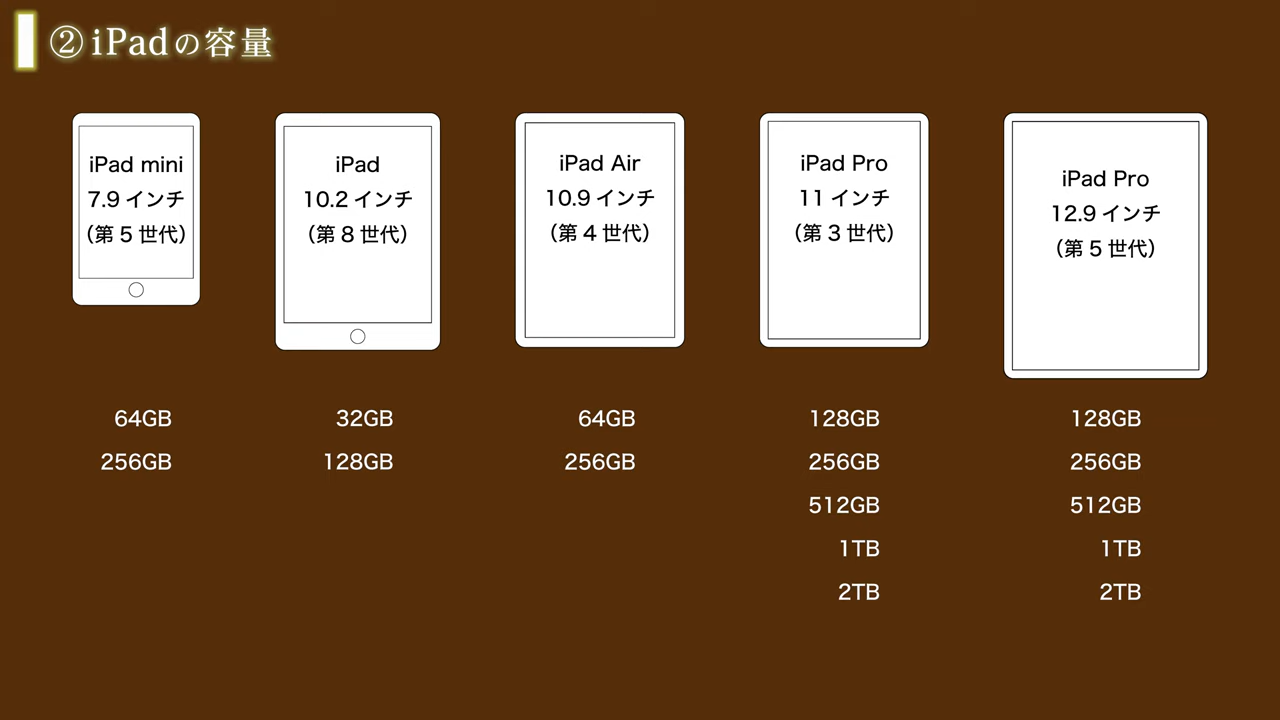 ②iPadの容量
iPad mini
7.9 インチ
（第 5 世代）
iPad
10.2 インチ
（第 8 世代）
iPad Air
10.9 インチ
（第 4 世代）
iPad Pro
11 インチ
（第 3 世代）
iPad Pro
12.9 インチ
（第 5 世代）
64GB
256GB
32GB
128GB
64GB
256GB
128GB
256GB
512GB
1TB
2TB
128GB
256GB
512GB
1TB
2TB